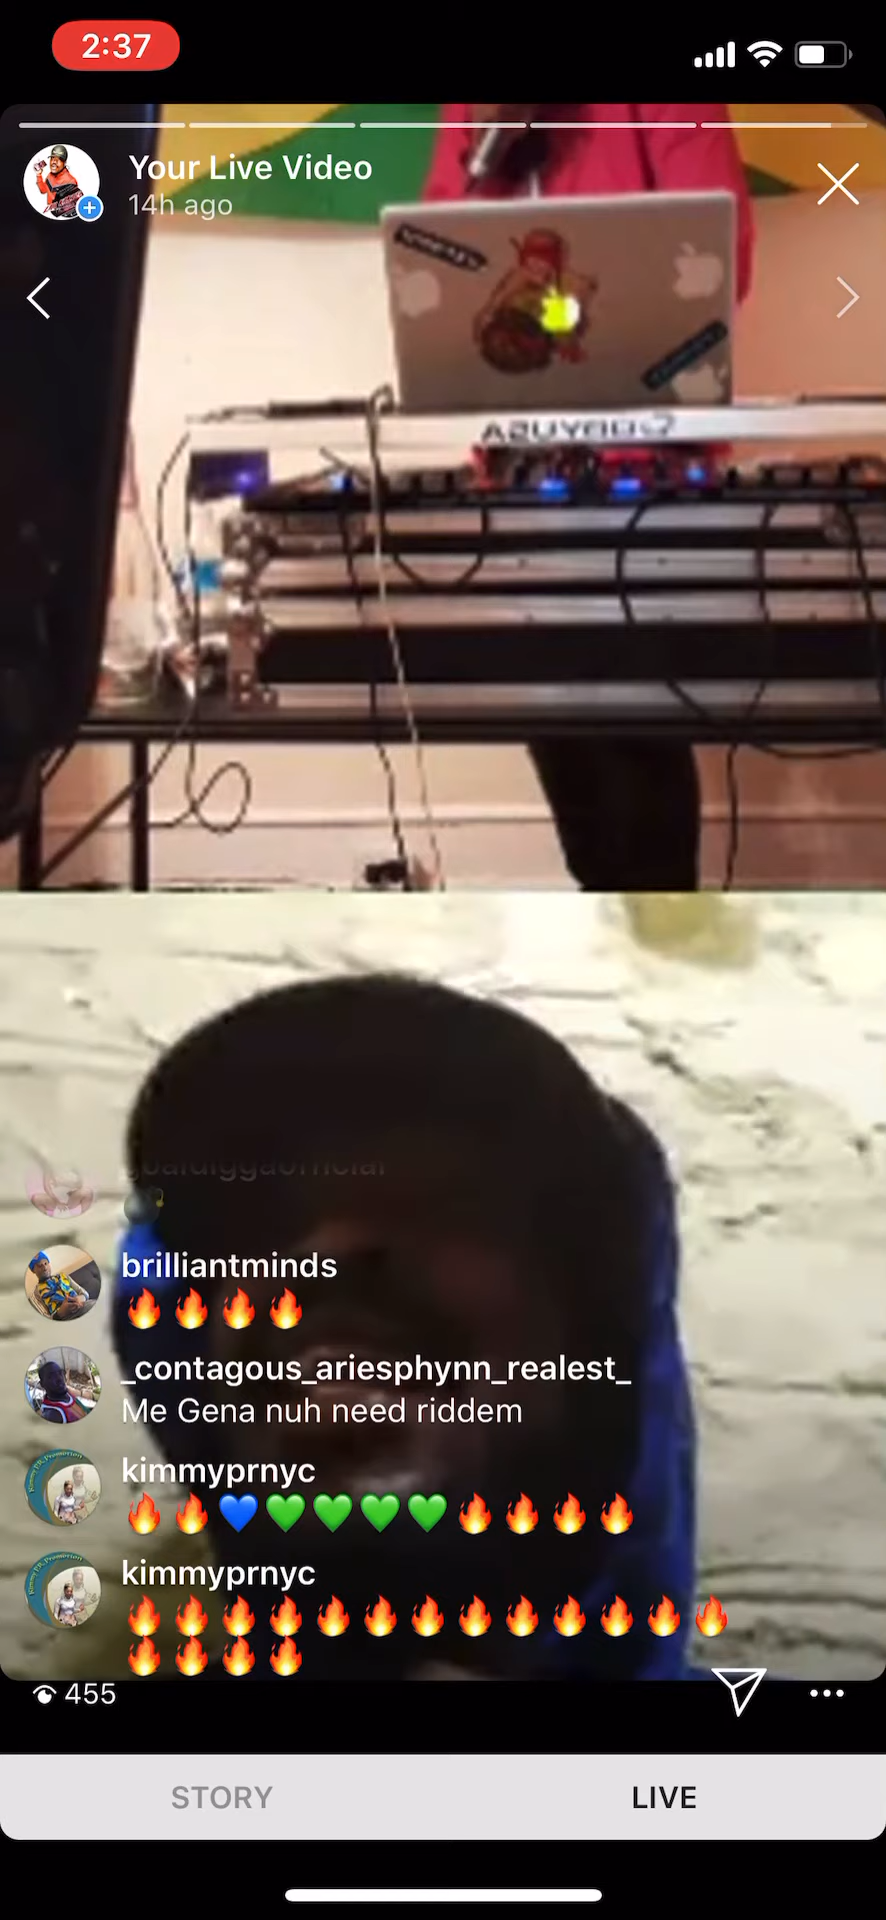 2:37
Your Live Video
14h ago
brilliantminds
🔥🔥🔥🔥
_contagous_ariesphynn_realest_
Me Gena nuh need riddem
kimmyprnyc
🔥🔥💙💚💚💚💚🔥🔥🔥🔥
kimmyprnyc
🔥🔥🔥🔥🔥🔥🔥🔥🔥🔥🔥🔥🔥
🔥🔥🔥🔥
455
STORY
LIVE